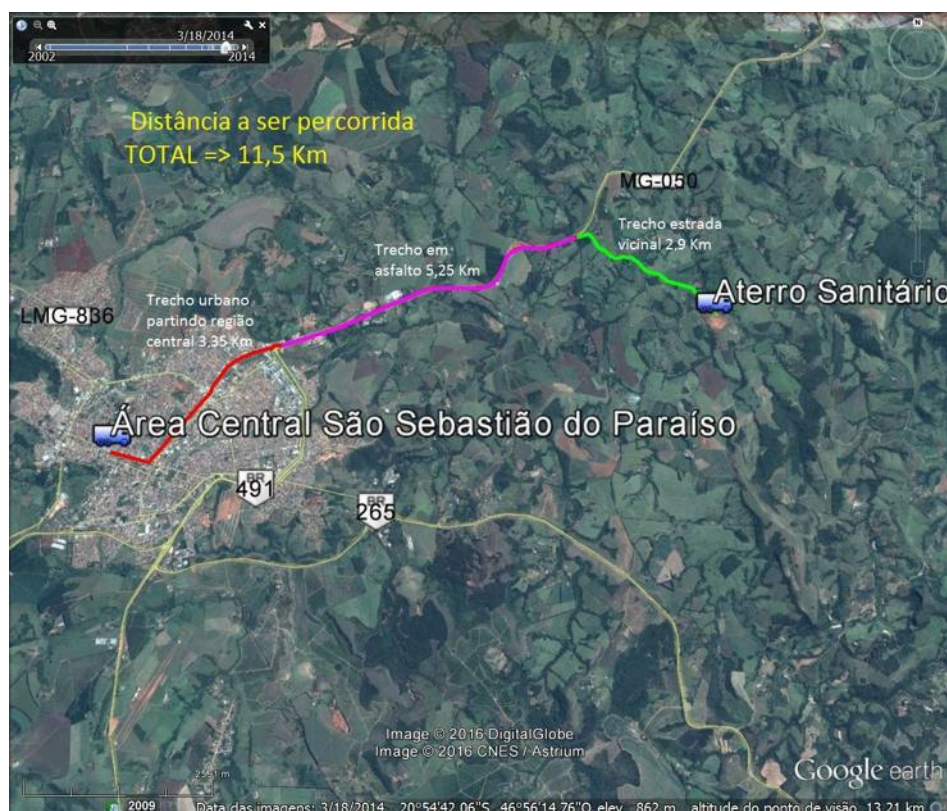 3/18/2014
2002
2014
N
Distância a ser percorrida
TOTAL => 11,5 Km
MG-050
Trecho estrada
vicinal 2,9 Km
Trecho em
asfalto 5,25 Km
Aterro Sanitário
Trecho urbano
partindo região
central 3,35 Km
LMG-836
Área Central São Sebastião do Paraíso
BR
491
BR
265
Image © 2016 DigitalGlobe
Image © 2016 CNES / Astrium
Google earth
2009
Data das imagens: 3/18/2014 20°54'42.06"S 46°56'14.76"O elev 862 m altitude do ponto de visão 13.21 km